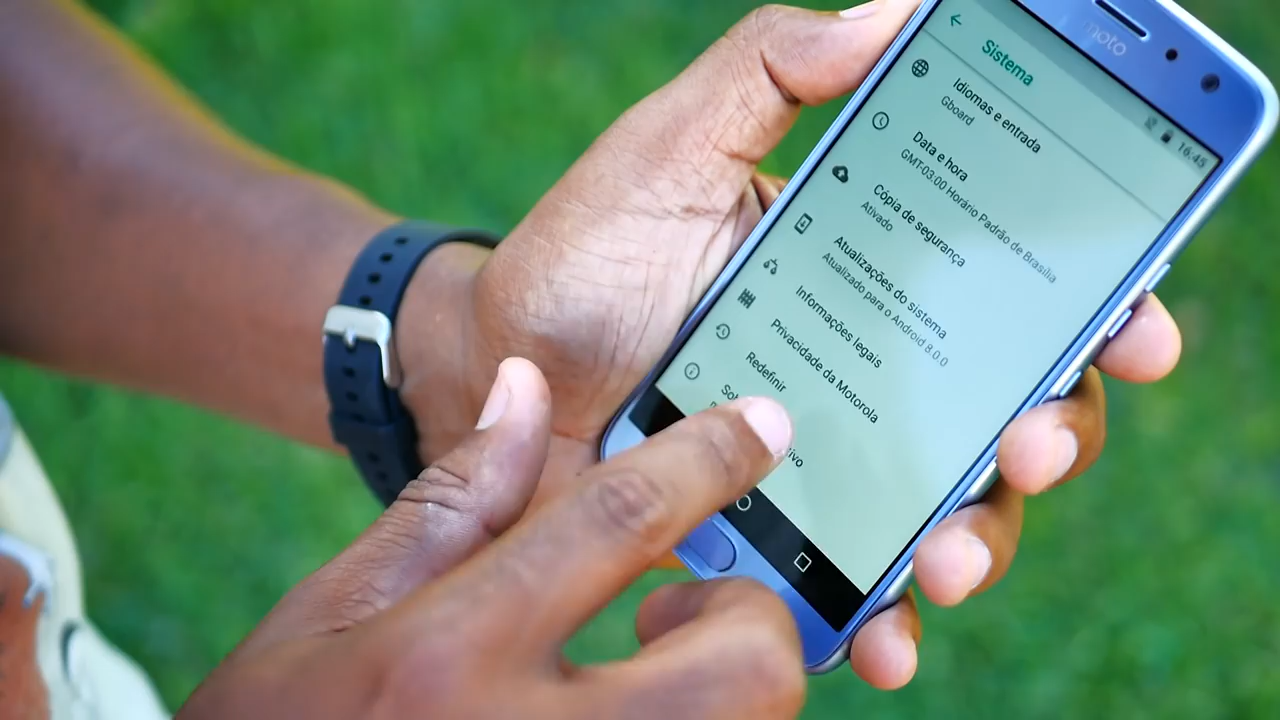 moto
16:45
Sistema
Idiomas e entrada
Gboard
Data e hora
GMT-03:00 Horário Padrão de Brasília
Cópia de segurança
Ativado
Atualizações do sistema
Atualizado para o Android 8.0.0
Informações legais
Privacidade da Motorola
Redefinir